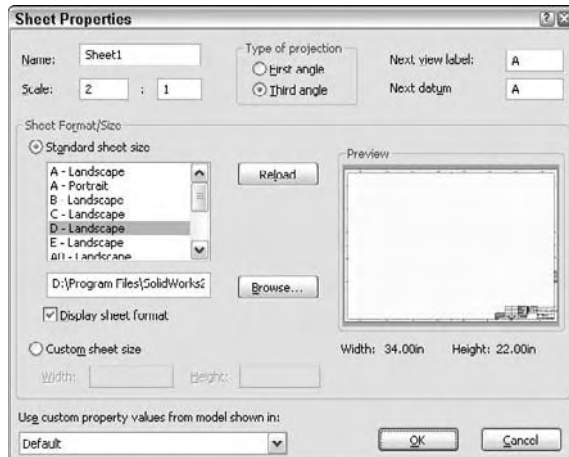 Sheet Properties
Name: Sheet1
Scale: 2 : 1
Type of projection
First angle
Third angle
Next view label: A
Next datum A
Sheet Format/Size
Standard sheet size
A - Landscape
A - Portrait
B - Landscape
C - Landscape
D - Landscape
E - Landscape
Reload
D:\Program Files\SolidWorks2
Browse...
Display sheet format
Custom sheet size
Width:
Height:
Preview
Width: 34.00in Height: 22.00in
Use custom property values from model shown in:
Default
OK
Cancel